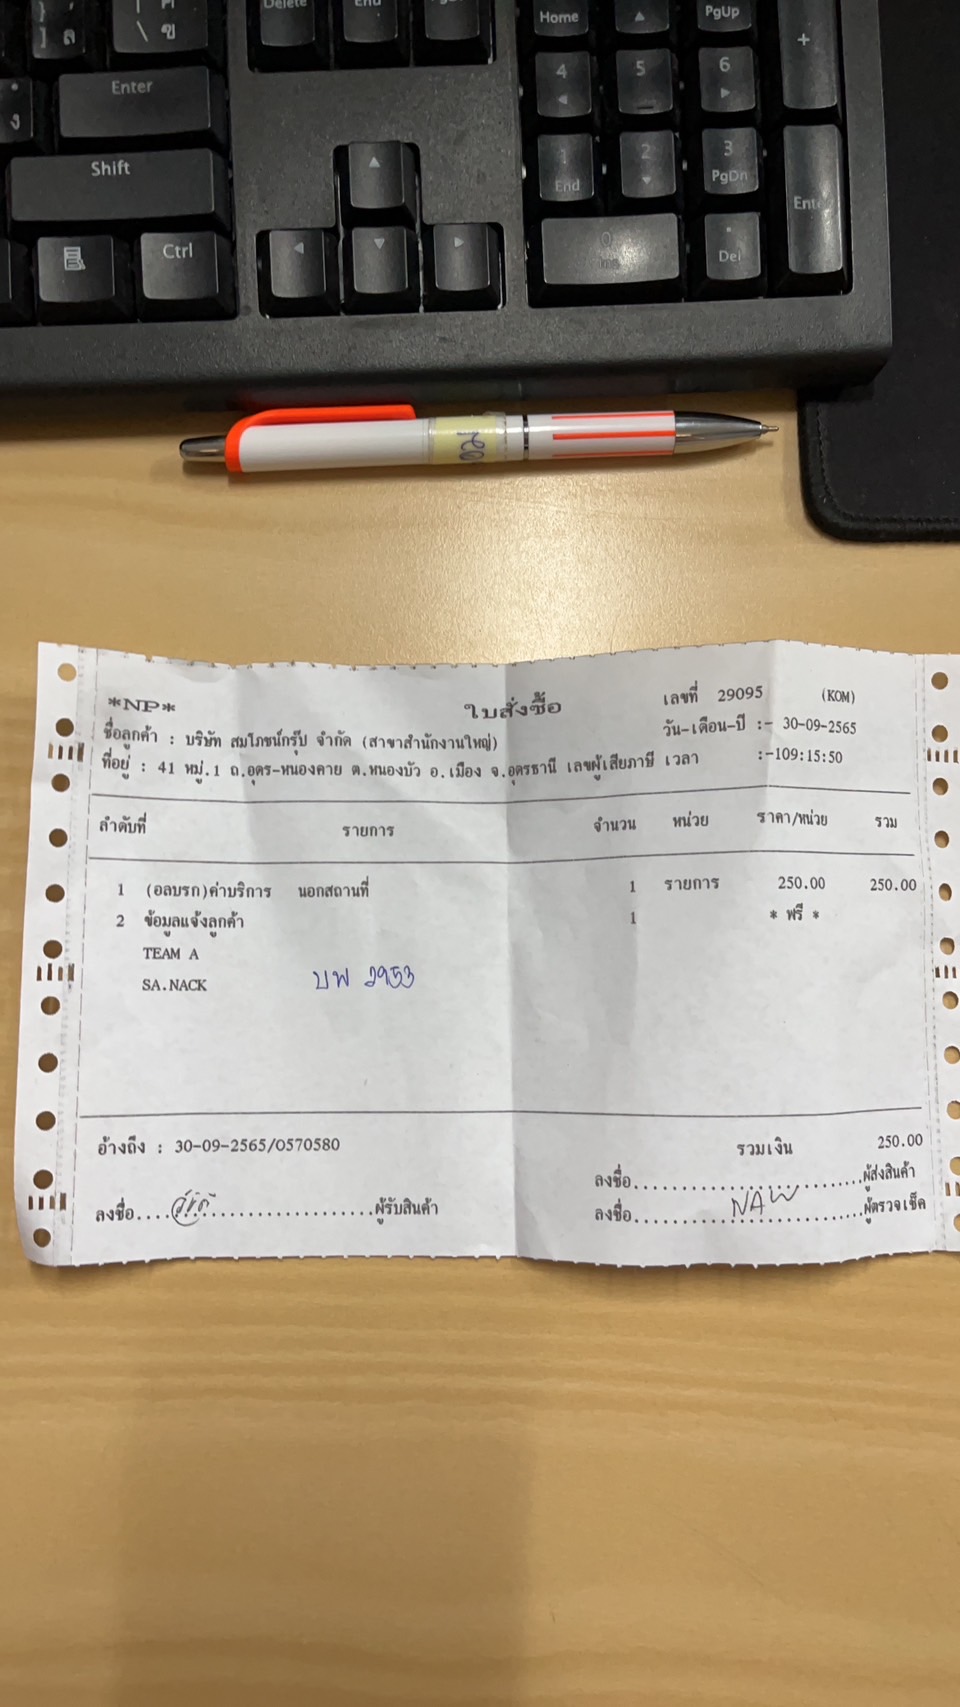 } '
] ล
| ฅ
\ ฃ
Delete End
Home ▲ PgUp +
4 5 6
Enter
ง
Shift
1 2 3
End PgDn
Enter
Ctrl
0 .
Ins Del
*NP* ใบสั่งซื้อ เลขที่ 29095 (KOM)
ชื่อลูกค้า : บริษัท สมโภชน์กรุ๊ป จำกัด (สาขาสำนักงานใหญ่) วัน-เดือน-ปี :- 30-09-2565
ที่อยู่ : 41 หมู่.1 ถ.อุดร-หนองคาย ต.หนองบัว อ.เมือง จ.อุดรธานี เลขผู้เสียภาษี เวลา :-109:15:50
ลำดับที่ รายการ จำนวน หน่วย ราคา/หน่วย รวม
1 (อลบรก)ค่าบริการ นอกสถานที่ 1 รายการ 250.00 250.00
2 ข้อมูลแจ้งลูกค้า 1 * ฟรี *
TEAM A
SA.NACK บพ 2953
อ้างถึง : 30-09-2565/0570580 รวมเงิน 250.00
ลงชื่อ..............................ผู้ส่งสินค้า
ลงชื่อ..............................ผู้รับสินค้า ลงชื่อ..........NAW..........ผู้ตรวจเช็ค